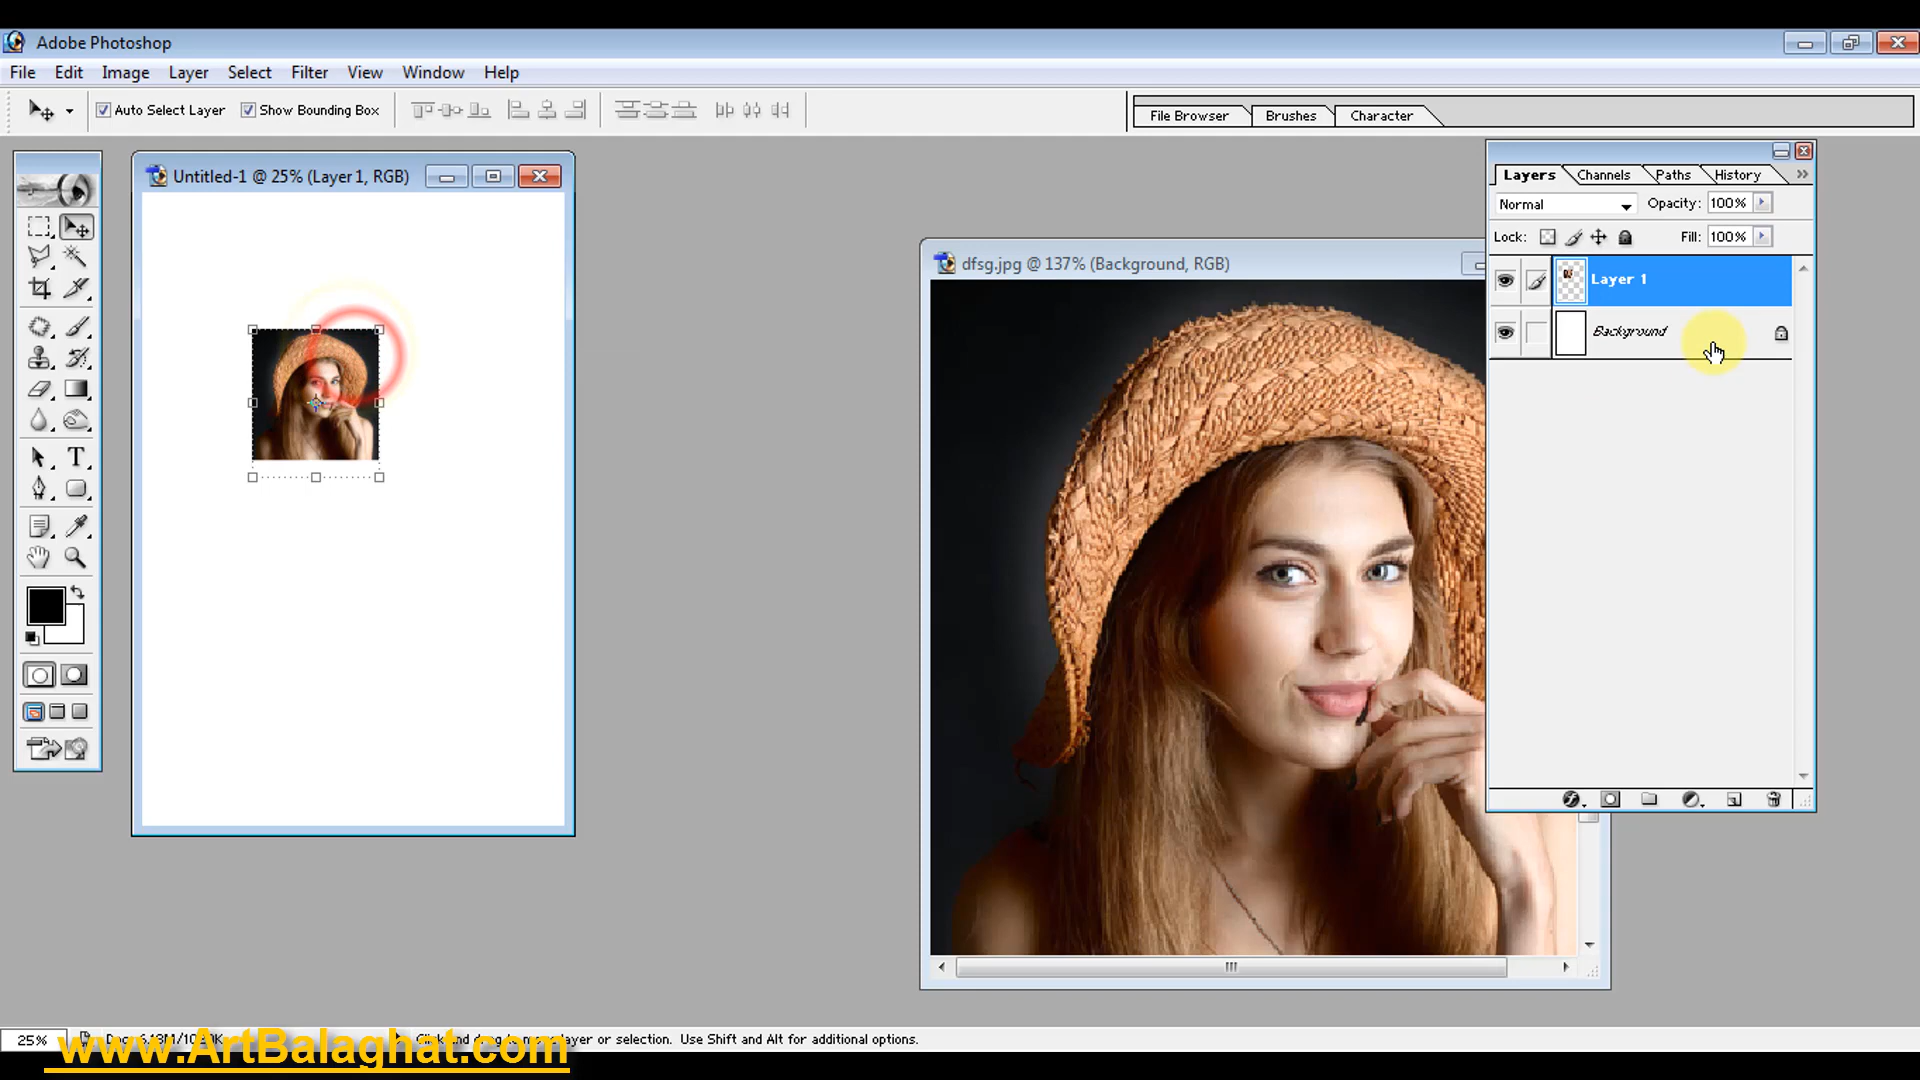 Adobe Photoshop
File Edit Image Layer Select Filter View Window Help
Auto Select Layer Show Bounding Box
File Browser Brushes Character
Untitled-1 @ 25% (Layer 1, RGB)
dfsg.jpg @ 137% (Background, RGB)
Layers Channels Paths History
Normal Opacity: 100%
Lock: Fill: 100%
Layer 1
Background
25% layer or selection. Use Shift and Alt for additional options.
www.ArtBalaghat.com